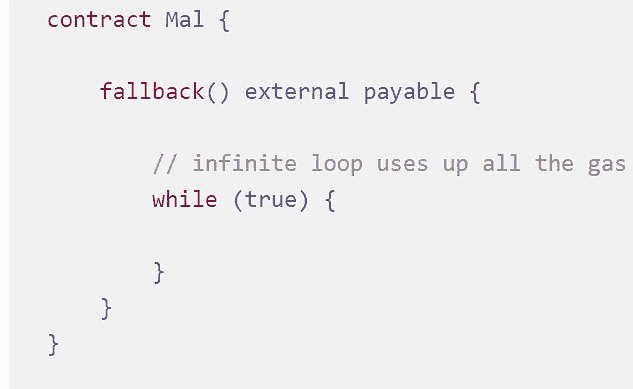 contract Mal {
fallback() external payable {
// infinite loop uses up all the gas
while (true) {
}
}
}